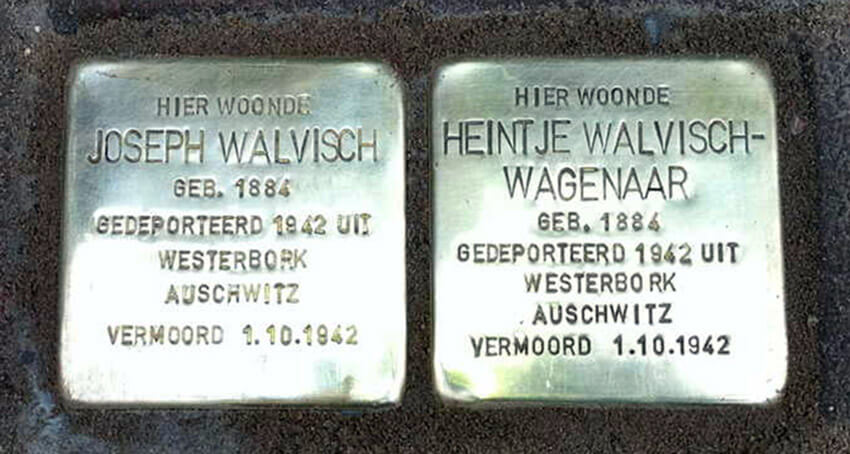 HIER WOONDE
JOSEPH WALVISCH
GEB. 1884
GEDEPORTEERD 1942 UIT
WESTERBORK
AUSCHWITZ
VERMOORD 1.10.1942
HIER WOONDE
HEINTJE WALVISCH-
WAGENAAR
GEB. 1884
GEDEPORTEERD 1942 UIT
WESTERBORK
AUSCHWITZ
VERMOORD 1.10.1942